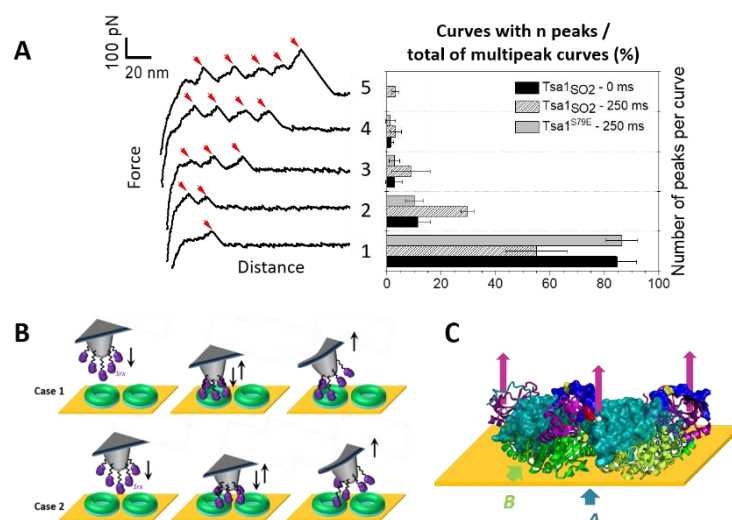 A
100 pN
20 nm
Force
Distance
5
4
3
2
1
Curves with n peaks /
total of multipeak curves (%)
Tsa1SO2 - 0 ms
Tsa1SO2 - 250 ms
Tsa1S79E - 250 ms
Number of peaks per curve
0 20 40 60 80 100
B
Srx
Case 1
Srx
Case 2
C
B
A